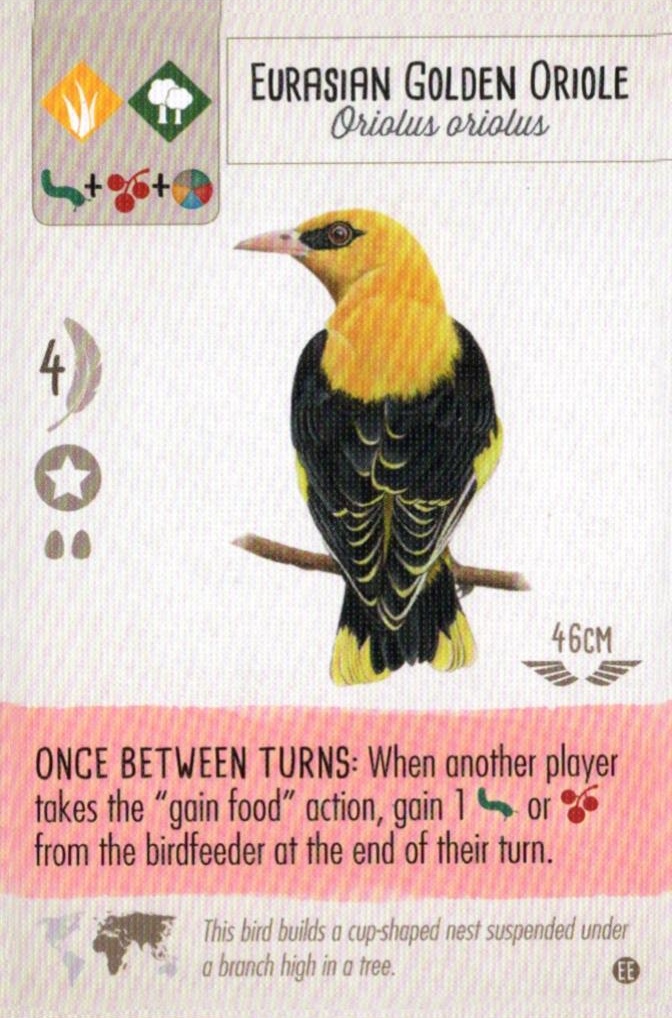 EURASIAN GOLDEN ORIOLE
Oriolus oriolus
+ +
4
46CM
ONCE BETWEEN TURNS: When another player
takes the “gain food” action, gain 1 or
from the birdfeeder at the end of their turn.
This bird builds a cup-shaped nest suspended under
a branch high in a tree.
EE